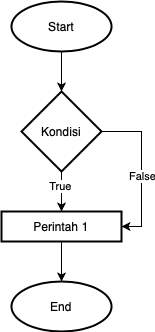 Start
Kondisi
True
False
Perintah 1
End